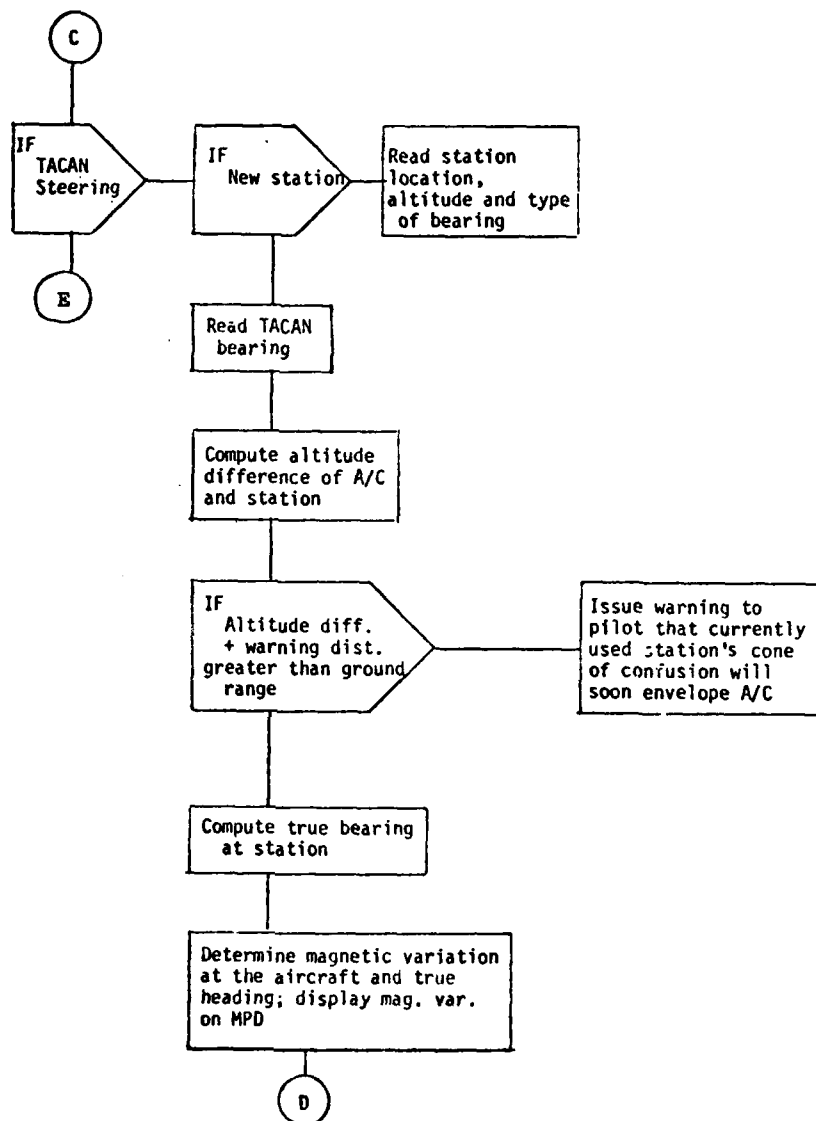 C
IF
TACAN
Steering
IF
New station
Read station
location,
altitude and type
of bearing
E
Read TACAN
bearing
Compute altitude
difference of A/C
and station
IF
Altitude diff.
+ warning dist.
greater than ground
range
Issue warning to
pilot that currently
used station's cone
of confusion will
soon envelope A/C
Compute true bearing
at station
Determine magnetic variation
at the aircraft and true
heading; display mag. var.
on MPD
D